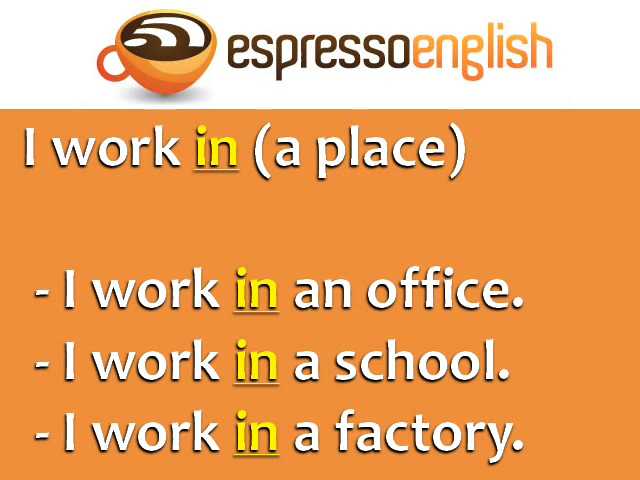 espressoenglish
I work in (a place)
- I work in an office.
- I work in a school.
- I work in a factory.